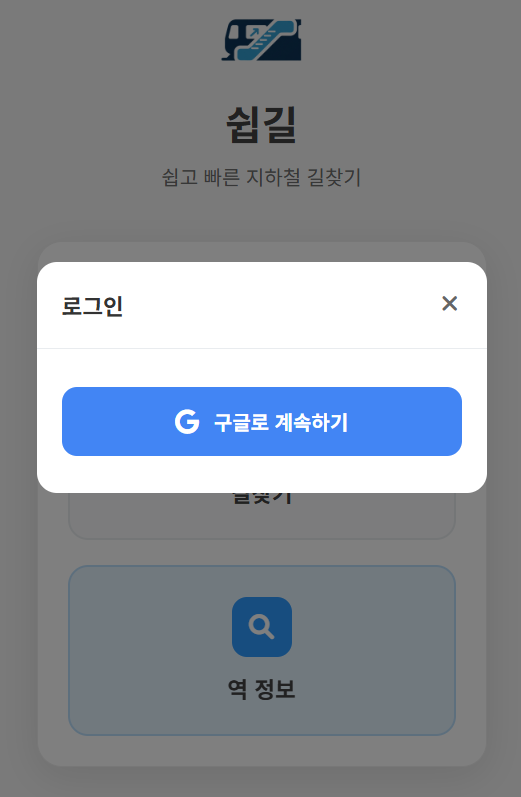 쉽길
쉽고 빠른 지하철 길찾기
로그인
구글로 계속하기
길찾기
역 정보